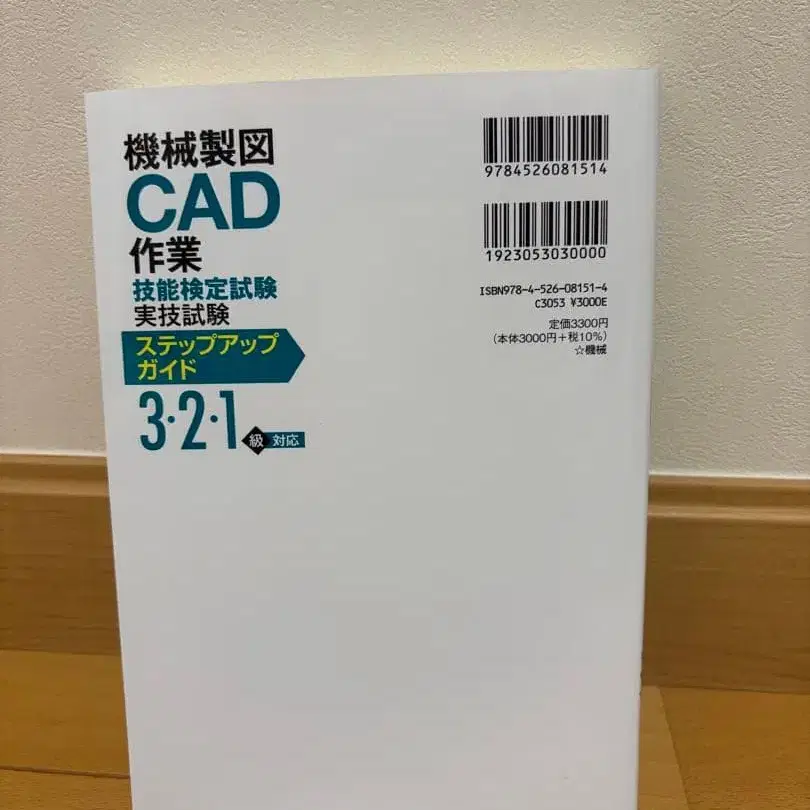 機械製図
CAD
作業
技能検定試験
実技試験
ステップアップ
ガイド
3・2・1級対応
9784526081514
1923053030000
ISBN978-4-526-08151-4
C3053 ¥3000E
定価3300円
(本体3000円+税10%)
☆機械